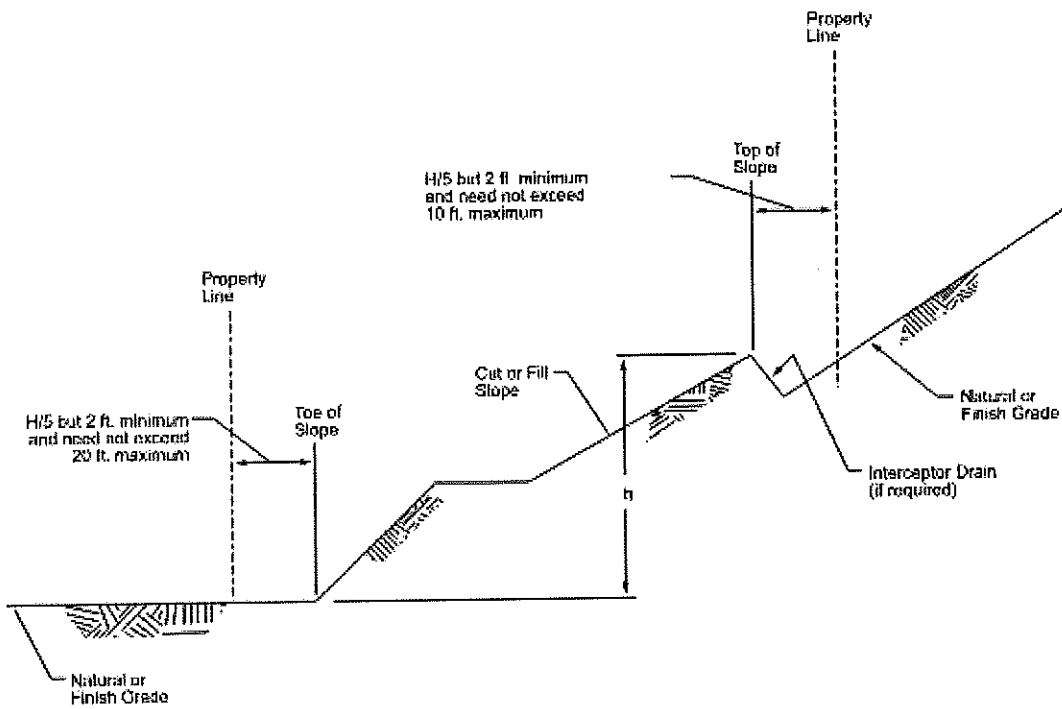 Property
Line
Top of
Slope
H/5 but 2 ft. minimum
and need not exceed
10 ft. maximum
Property
Line
Cut or Fill
Slope
Natural or
Finish Grade
Toe of
Slope
H/5 but 2 ft. minimum
and need not exceed
20 ft. maximum
Interceptor Drain
(if required)
h
Natural or
Finish Grade